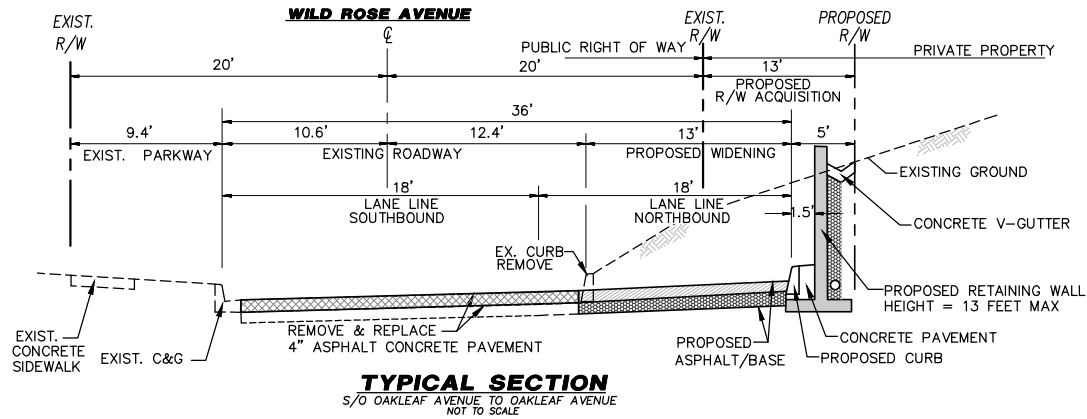 WILD ROSE AVENUE
EXIST.
R/W
℄
EXIST.
R/W
PROPOSED
R/W
PUBLIC RIGHT OF WAY
PRIVATE PROPERTY
20'
20'
13'
PROPOSED
R/W ACQUISITION
36'
9.4'
10.6'
12.4'
13'
5'
EXIST. PARKWAY
EXISTING ROADWAY
PROPOSED WIDENING
EXISTING GROUND
18'
18'
LANE LINE
SOUTHBOUND
LANE LINE
NORTHBOUND
1.5'
CONCRETE V-GUTTER
EX. CURB
REMOVE
PROPOSED RETAINING WALL
HEIGHT = 13 FEET MAX
EXIST.
CONCRETE
SIDEWALK
EXIST. C&G
REMOVE & REPLACE
4" ASPHALT CONCRETE PAVEMENT
PROPOSED
ASPHALT/BASE
CONCRETE PAVEMENT
PROPOSED CURB
TYPICAL SECTION
S/O OAKLEAF AVENUE TO OAKLEAF AVENUE
NOT TO SCALE